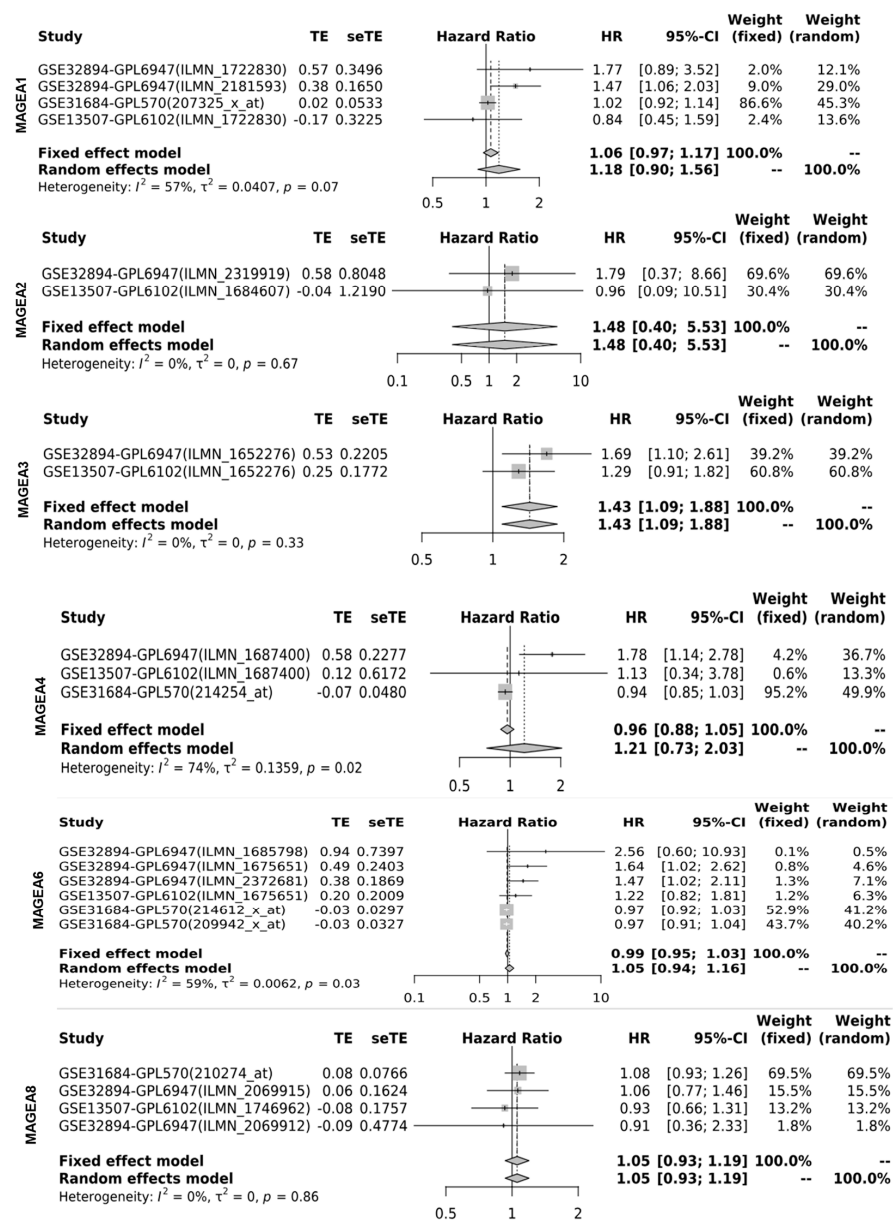 Weight Weight
Study TE seTE Hazard Ratio HR 95%-CI (fixed) (random)
MAGEA1
GSE32894-GPL6947(ILMN_1722830) 0.57 0.3496 1.77 [0.89; 3.52] 2.0% 12.1%
GSE32894-GPL6947(ILMN_2181593) 0.38 0.1650 1.47 [1.06; 2.03] 9.0% 29.0%
GSE31684-GPL570(207325_x_at) 0.02 0.0533 1.02 [0.92; 1.14] 86.6% 45.3%
GSE13507-GPL6102(ILMN_1722830) -0.17 0.3225 0.84 [0.45; 1.59] 2.4% 13.6%
Fixed effect model 1.06 [0.97; 1.17] 100.0% --
Random effects model 1.18 [0.90; 1.56] -- 100.0%
Heterogeneity: I² = 57%, τ² = 0.0407, p = 0.07
0.5 1 2
Weight Weight
Study TE seTE Hazard Ratio HR 95%-CI (fixed) (random)
MAGEA2
GSE32894-GPL6947(ILMN_2319919) 0.58 0.8048 1.79 [0.37; 8.66] 69.6% 69.6%
GSE13507-GPL6102(ILMN_1684607) -0.04 1.2190 0.96 [0.09; 10.51] 30.4% 30.4%
Fixed effect model 1.48 [0.40; 5.53] 100.0% --
Random effects model 1.48 [0.40; 5.53] -- 100.0%
Heterogeneity: I² = 0%, τ² = 0, p = 0.67
0.1 0.5 1 2 10
Weight Weight
Study TE seTE Hazard Ratio HR 95%-CI (fixed) (random)
MAGEA3
GSE32894-GPL6947(ILMN_1652276) 0.53 0.2205 1.69 [1.10; 2.61] 39.2% 39.2%
GSE13507-GPL6102(ILMN_1652276) 0.25 0.1772 1.29 [0.91; 1.82] 60.8% 60.8%
Fixed effect model 1.43 [1.09; 1.88] 100.0% --
Random effects model 1.43 [1.09; 1.88] -- 100.0%
Heterogeneity: I² = 0%, τ² = 0, p = 0.33
0.5 1 2
Weight Weight
Study TE seTE Hazard Ratio HR 95%-CI (fixed) (random)
MAGEA4
GSE32894-GPL6947(ILMN_1687400) 0.58 0.2277 1.78 [1.14; 2.78] 4.2% 36.7%
GSE13507-GPL6102(ILMN_1687400) 0.12 0.6172 1.13 [0.34; 3.78] 0.6% 13.3%
GSE31684-GPL570(214254_at) -0.07 0.0480 0.94 [0.85; 1.03] 95.2% 49.9%
Fixed effect model 0.96 [0.88; 1.05] 100.0% --
Random effects model 1.21 [0.73; 2.03] -- 100.0%
Heterogeneity: I² = 74%, τ² = 0.1359, p = 0.02
0.5 1 2
Weight Weight
Study TE seTE Hazard Ratio HR 95%-CI (fixed) (random)
MAGEA6
GSE32894-GPL6947(ILMN_1685798) 0.94 0.7397 2.56 [0.60; 10.93] 0.1% 0.5%
GSE32894-GPL6947(ILMN_1675651) 0.49 0.2403 1.64 [1.02; 2.62] 0.8% 4.6%
GSE32894-GPL6947(ILMN_2372681) 0.38 0.1869 1.47 [1.02; 2.11] 1.3% 7.1%
GSE13507-GPL6102(ILMN_1675651) 0.20 0.2009 1.22 [0.82; 1.81] 1.2% 6.3%
GSE31684-GPL570(214612_x_at) -0.03 0.0297 0.97 [0.92; 1.03] 52.9% 41.2%
GSE31684-GPL570(209942_x_at) -0.03 0.0327 0.97 [0.91; 1.04] 43.7% 40.2%
Fixed effect model 0.99 [0.95; 1.03] 100.0% --
Random effects model 1.05 [0.94; 1.16] -- 100.0%
Heterogeneity: I² = 59%, τ² = 0.0062, p = 0.03
0.1 0.5 1 2 10
Weight Weight
Study TE seTE Hazard Ratio HR 95%-CI (fixed) (random)
MAGEA8
GSE31684-GPL570(210274_at) 0.08 0.0766 1.08 [0.93; 1.26] 69.5% 69.5%
GSE32894-GPL6947(ILMN_2069915) 0.06 0.1624 1.06 [0.77; 1.46] 15.5% 15.5%
GSE13507-GPL6102(ILMN_1746962) -0.08 0.1757 0.93 [0.66; 1.31] 13.2% 13.2%
GSE32894-GPL6947(ILMN_2069912) -0.09 0.4774 0.91 [0.36; 2.33] 1.8% 1.8%
Fixed effect model 1.05 [0.93; 1.19] 100.0% --
Random effects model 1.05 [0.93; 1.19] -- 100.0%
Heterogeneity: I² = 0%, τ² = 0, p = 0.86
0.5 1 2